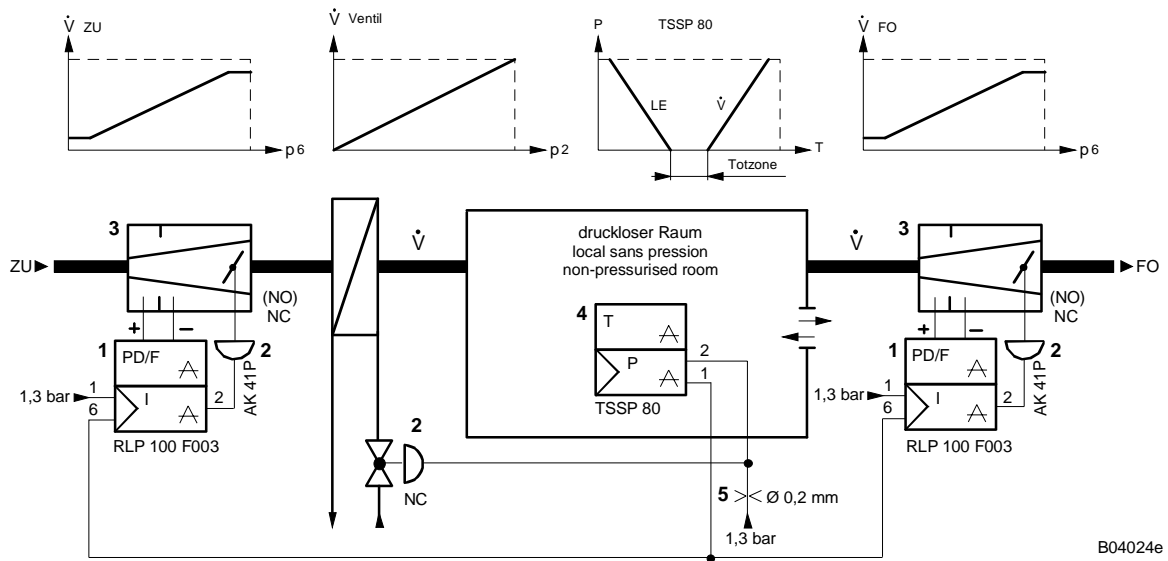 V̇ ZU
p6
V̇ Ventil
p2
P TSSP 80
LE
V̇
T
Totzone
V̇ FO
p6
3
ZU
(NO)
NC
+ −
1
PD/F
2
AK 41P
1,3 bar
1
6
I
2
RLP 100 F003
V̇
2
NC
druckloser Raum
local sans pression
non-pressurised room
4
T
P
2
1
TSSP 80
5 Ø 0,2 mm
1,3 bar
V̇
3
FO
(NO)
NC
+ −
1
PD/F
2
AK 41P
1,3 bar
1
6
I
2
RLP 100 F003
B04024e